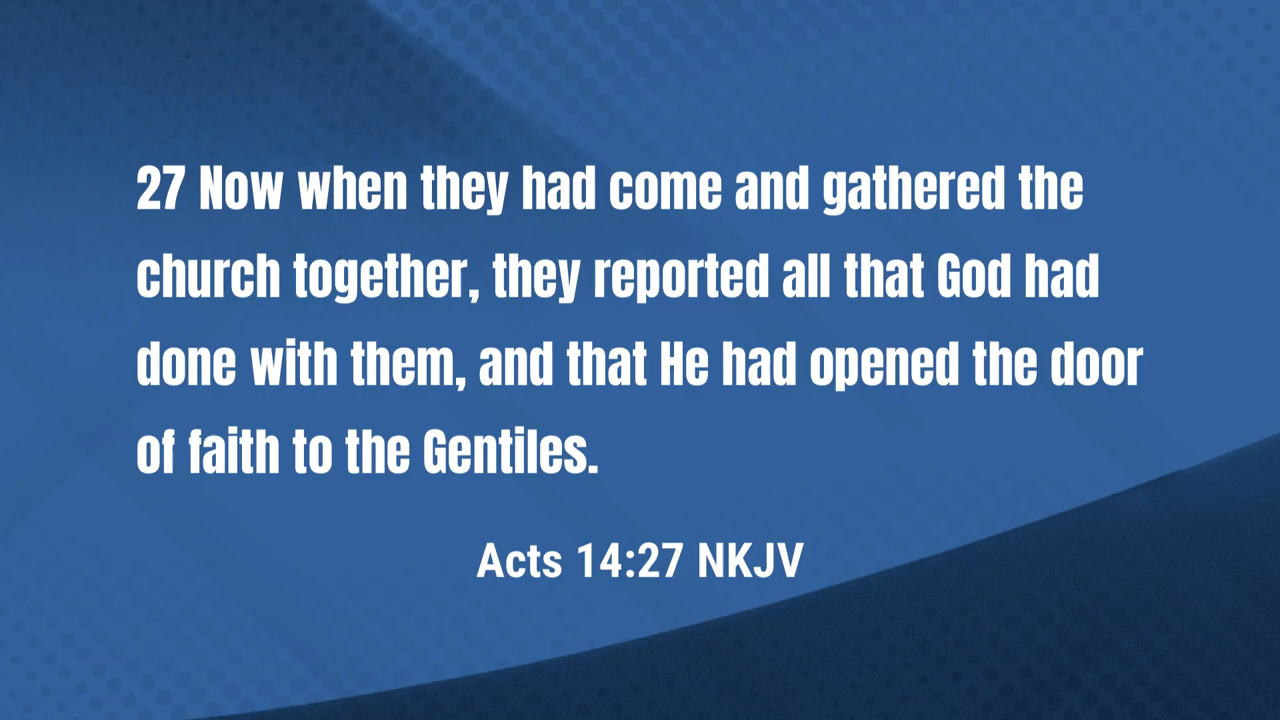 27 Now when they had come and gathered the
church together, they reported all that God had
done with them, and that He had opened the door
of faith to the Gentiles.
Acts 14:27 NKJV